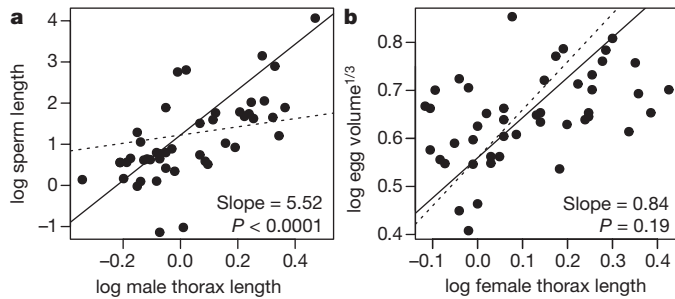 a
log sperm length
4
3
2
1
0
−1
Slope = 5.52
P < 0.0001
−0.2
0.0
0.2
0.4
log male thorax length
b
log egg volume1/3
0.8
0.7
0.6
0.5
0.4
Slope = 0.84
P = 0.19
−0.1
0.0
0.1
0.2
0.3
0.4
log female thorax length